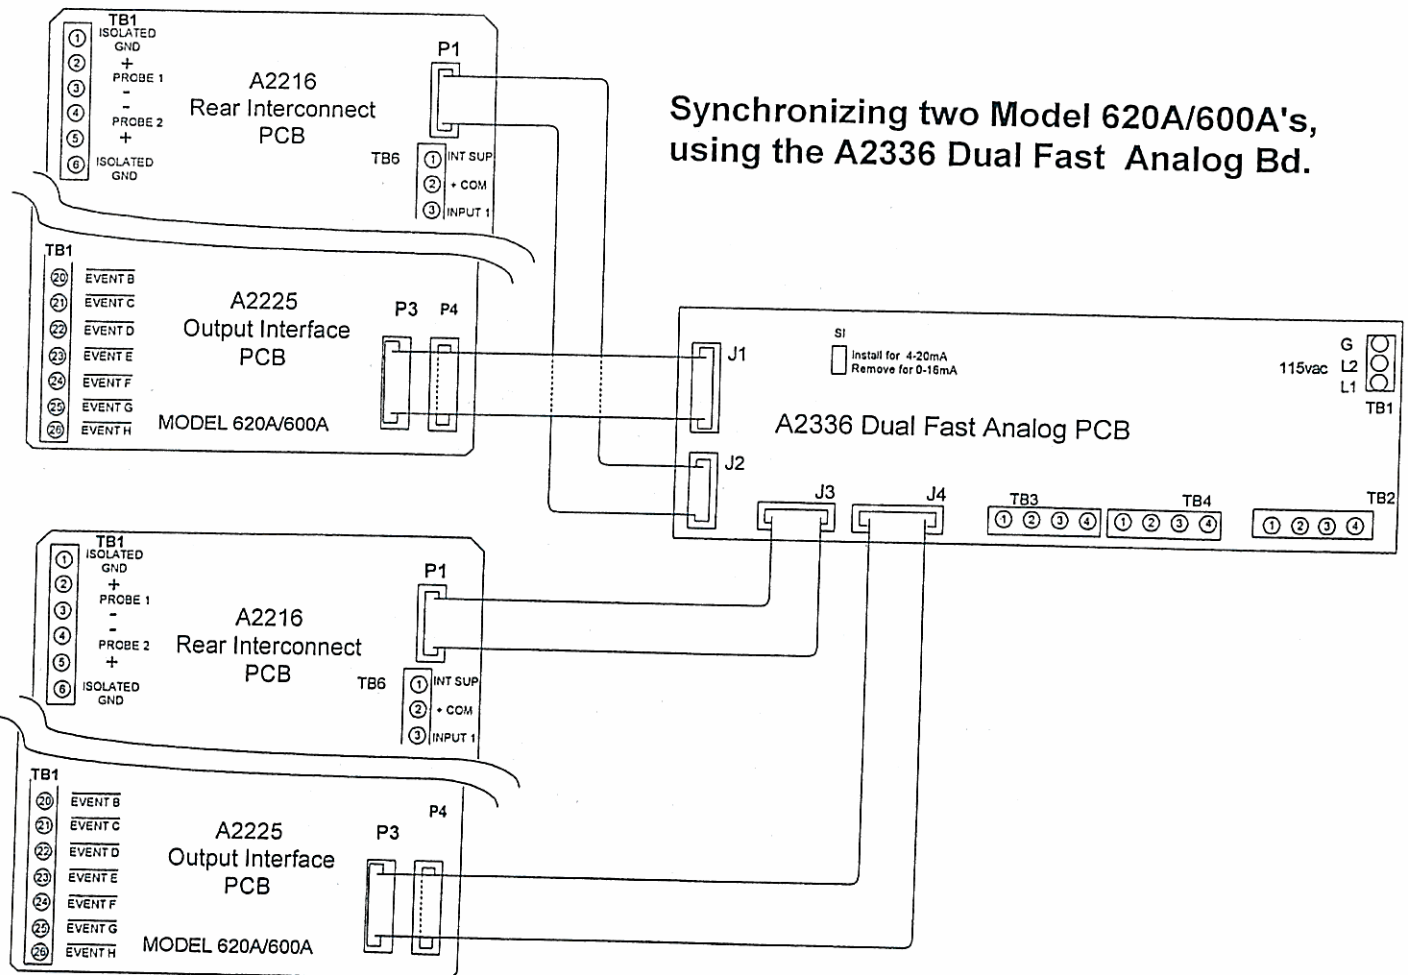 Synchronizing two Model 620A/600A's,
using the A2336 Dual Fast Analog Bd.
TB1
1 ISOLATED
GND
2 +
PROBE 1
3 -
4 -
PROBE 2
5 +
6 ISOLATED
GND
A2216
Rear Interconnect
PCB
P1
TB6
1 INT SUP
2 + COM
3 INPUT 1
TB1
20 EVENT B
21 EVENT C
22 EVENT D
23 EVENT E
24 EVENT F
25 EVENT G
26 EVENT H
A2225
Output Interface
PCB
MODEL 620A/600A
P3
P4
J1
J2
SI
Install for 4-20mA
Remove for 0-16mA
115vac
G
L2
L1
TB1
A2336 Dual Fast Analog PCB
J3
J4
TB3
1 2 3 4
TB4
1 2 3 4
TB2
1 2 3 4
TB1
1 ISOLATED
GND
2 +
PROBE 1
3 -
4 -
PROBE 2
5 +
6 ISOLATED
GND
A2216
Rear Interconnect
PCB
P1
TB6
1 INT SUP
2 + COM
3 INPUT 1
TB1
20 EVENT B
21 EVENT C
22 EVENT D
23 EVENT E
24 EVENT F
25 EVENT G
26 EVENT H
A2225
Output Interface
PCB
MODEL 620A/600A
P3
P4